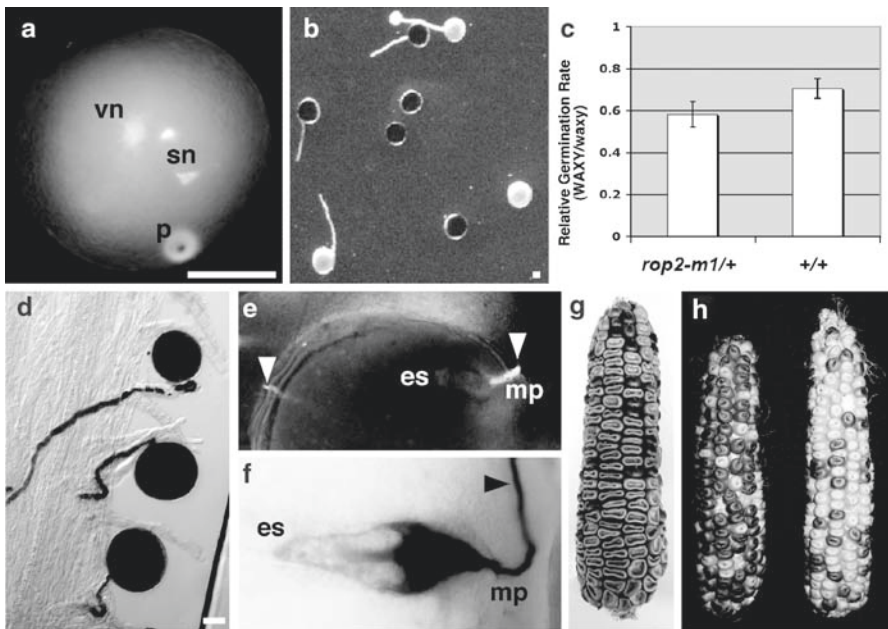 a
vn
sn
p
b
c
Relative Germination Rate
(WAXY/waxy)
1
0.8
0.6
0.4
0.2
0
rop2-m1/+
+/+
d
e
es
mp
f
es
mp
g
h